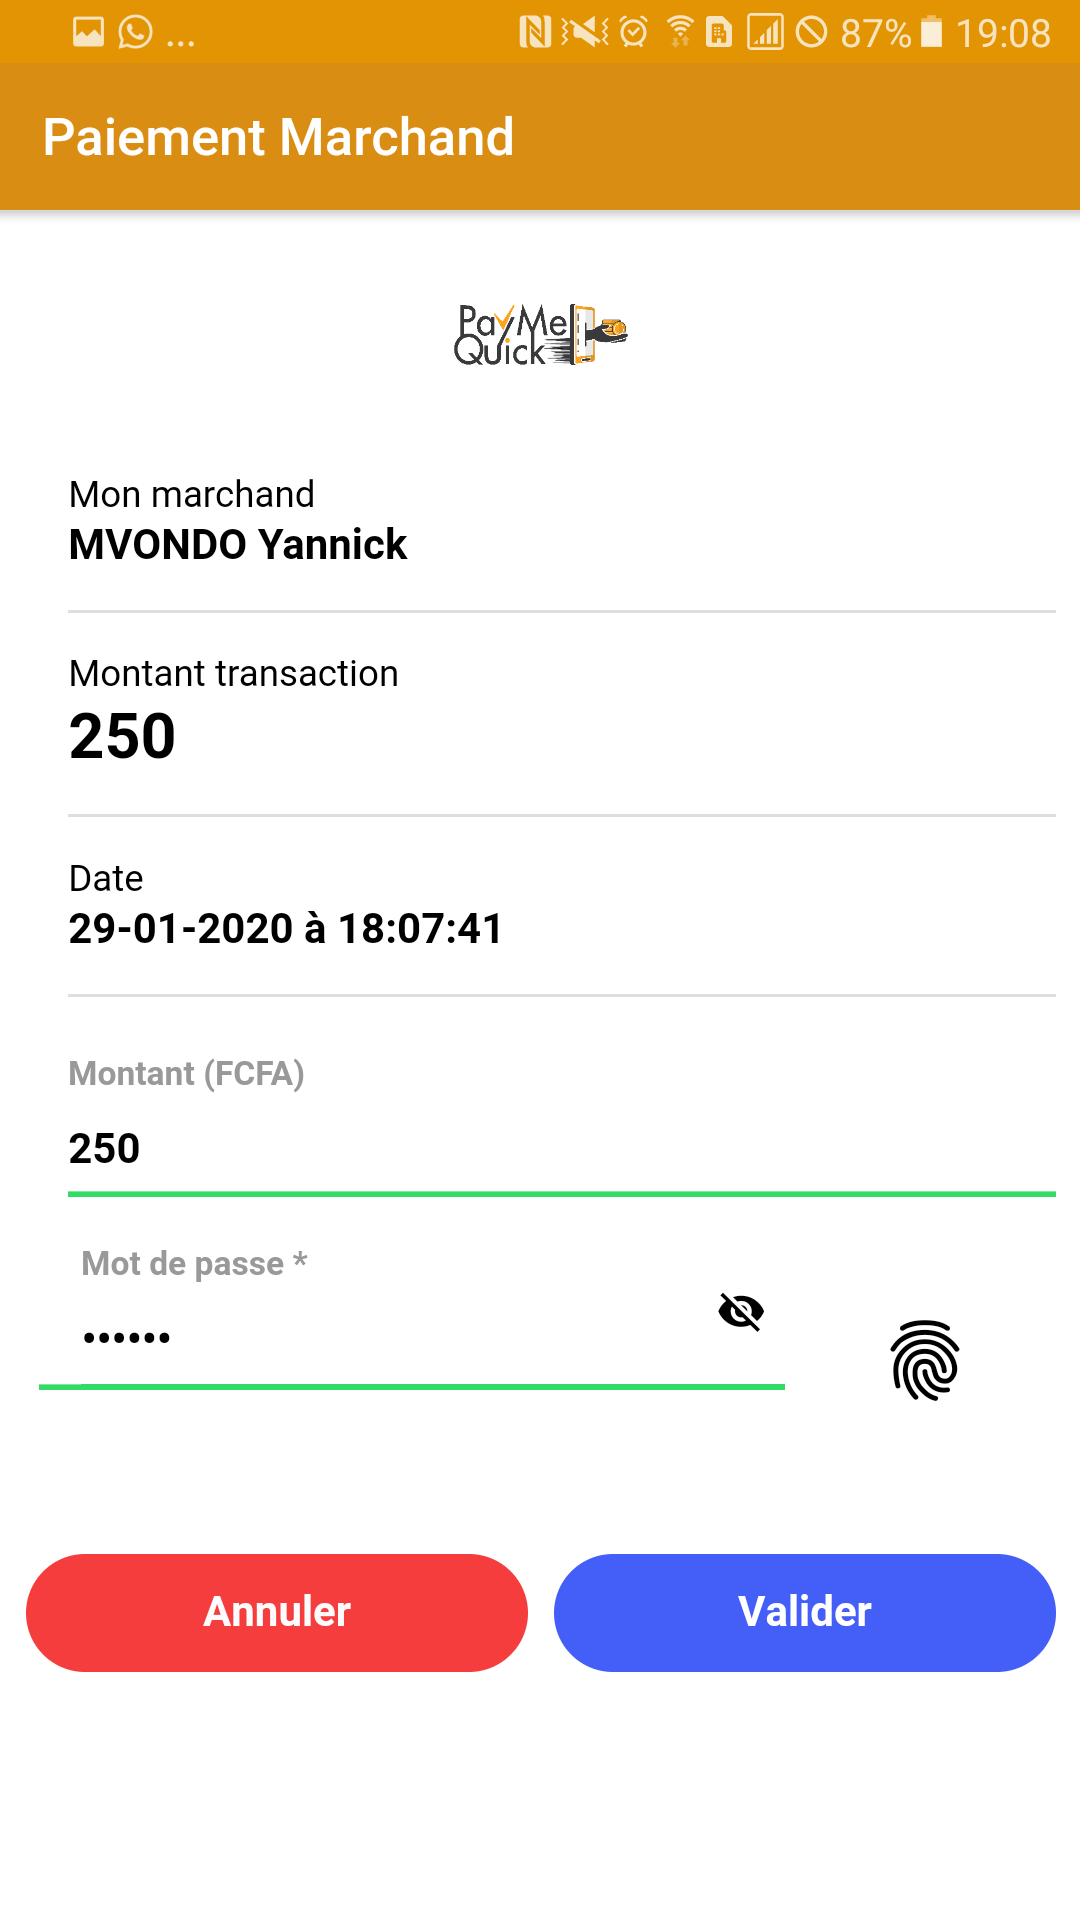 ... 87% 19:08
Paiement Marchand
PayMe
Quick
Mon marchand
MVONDO Yannick
Montant transaction
250
Date
29-01-2020 à 18:07:41
Montant (FCFA)
250
Mot de passe *
••••••
Annuler
Valider